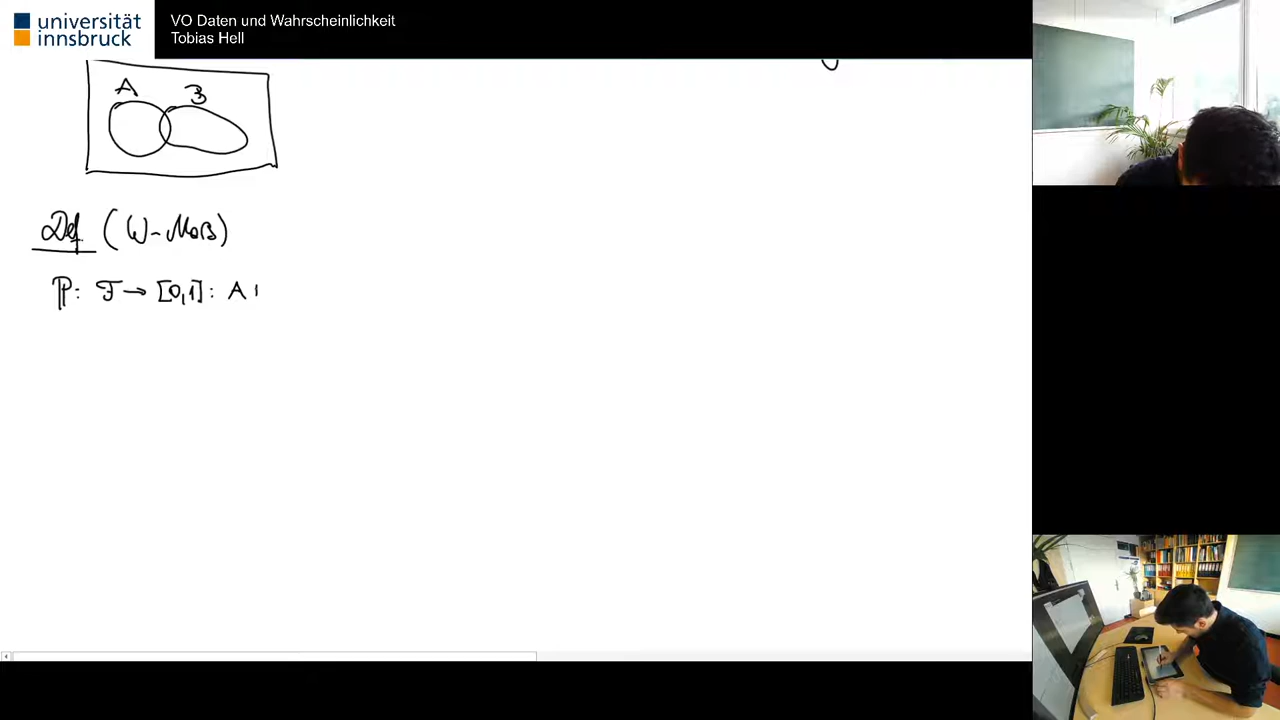 universität
innsbruck
VO Daten und Wahrscheinlichkeit
Tobias Hell
A B
Def (W-Maß)
ℙ: ℱ → [0,1]: A